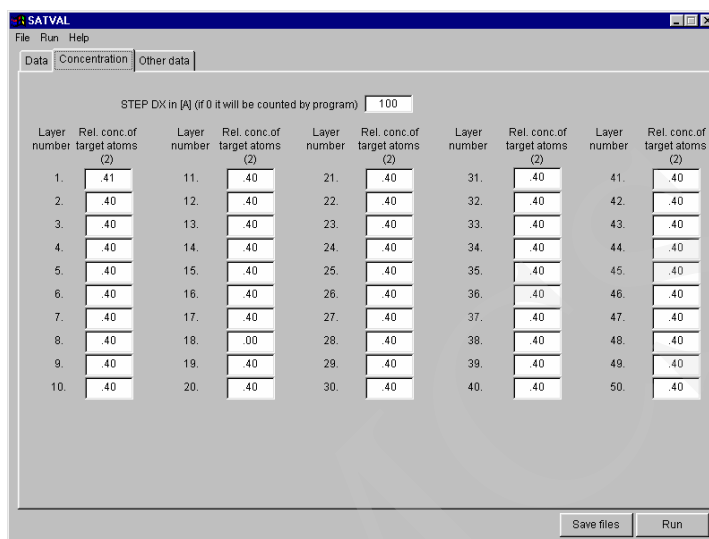 SATVAL
File Run Help
Data Concentration Other data
STEP DX in [A] (if 0 it will be counted by program) 100
Layer Rel. conc.of Layer Rel. conc.of Layer Rel. conc.of Layer Rel. conc.of Layer Rel. conc.of
number target atoms number target atoms number target atoms number target atoms number target atoms
(2) (2) (2) (2) (2)
1. .41 11. .40 21. .40 31. .40 41. .40
2. .40 12. .40 22. .40 32. .40 42. .40
3. .40 13. .40 23. .40 33. .40 43. .40
4. .40 14. .40 24. .40 34. .40 44. .40
5. .40 15. .40 25. .40 35. .40 45. .40
6. .40 16. .40 26. .40 36. .40 46. .40
7. .40 17. .40 27. .40 37. .40 47. .40
8. .40 18. .00 28. .40 38. .40 48. .40
9. .40 19. .40 29. .40 39. .40 49. .40
10. .40 20. .40 30. .40 40. .40 50. .40
Save files Run